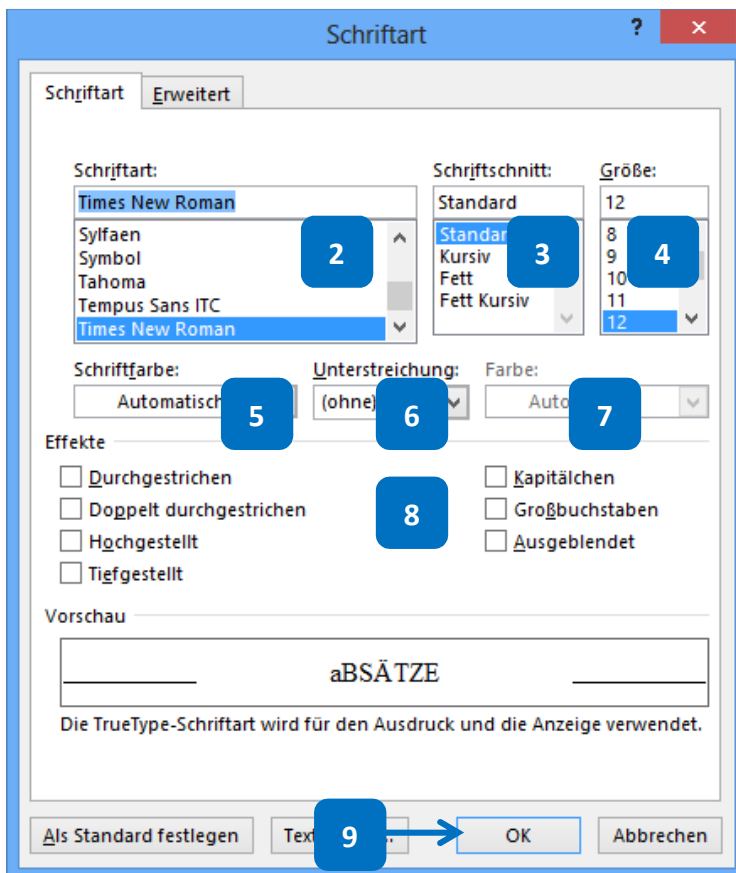 Schriftart ? ×
Schriftart Erweitert
Schriftart: Schriftschnitt: Größe:
Times New Roman Standard 12
Sylfaen Standar 8
Symbol Kursiv 9
Tahoma Fett 10
Tempus Sans ITC Fett Kursiv 11
Times New Roman 12
2 3 4
Schriftfarbe: Unterstreichung: Farbe:
Automatisch (ohne) Auto
5 6 7
Effekte
Durchgestrichen Kapitälchen
Doppelt durchgestrichen Großbuchstaben
8
Hochgestellt Ausgeblendet
Tiefgestellt
Vorschau
aBSÄTZE
Die TrueType-Schriftart wird für den Ausdruck und die Anzeige verwendet.
Als Standard festlegen Text 9 OK Abbrechen